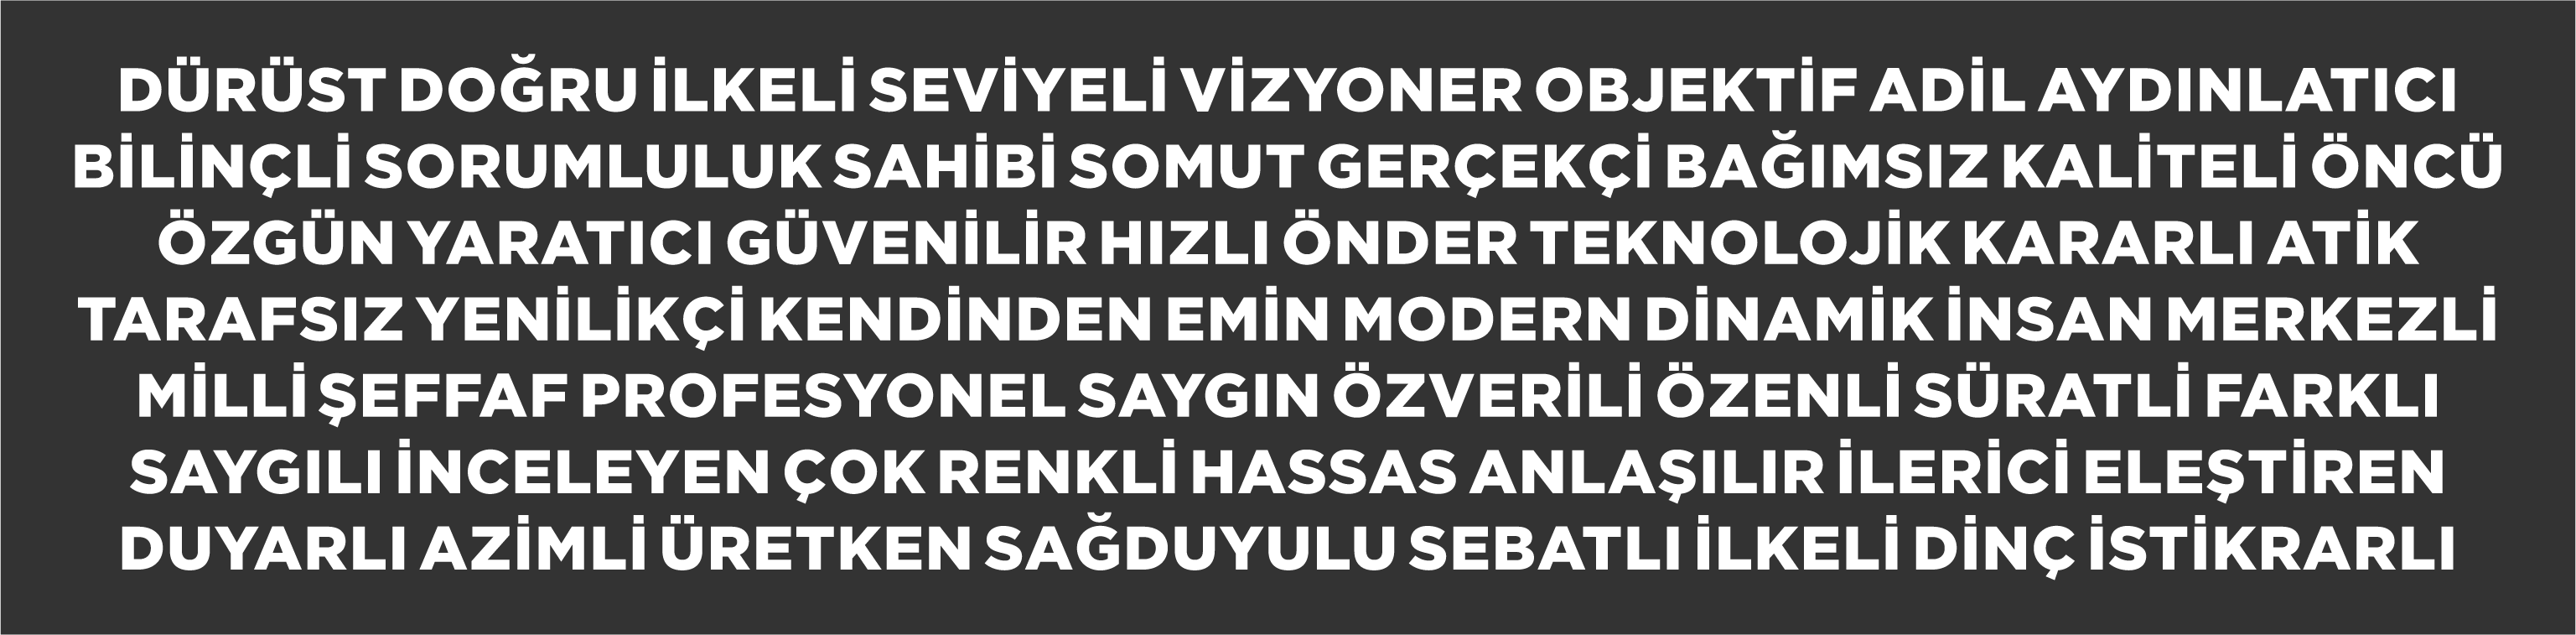 DÜRÜST DOĞRU İLKELİ SEVİYELİ VİZYONER OBJEKTİF ADİL AYDINLATICI
BİLİNÇLİ SORUMLULUK SAHİBİ SOMUT GERÇEKÇİ BAĞIMSIZ KALİTELİ ÖNCÜ
ÖZGÜN YARATICI GÜVENİLİR HIZLI ÖNDER TEKNOLOJİK KARARLI ATİK
TARAFSIZ YENİLİKÇİ KENDİNDEN EMİN MODERN DİNAMİK İNSAN MERKEZLİ
MİLLİ ŞEFFAF PROFESYONEL SAYGIN ÖZVERİLİ ÖZENLİ SÜRATLİ FARKLI
SAYGILI İNCELEYEN ÇOK RENKLİ HASSAS ANLAŞILIR İLERİCİ ELEŞTİREN
DUYARLI AZİMLİ ÜRETKEN SAĞDUYULU SEBATLI İLKELİ DİNÇ İSTİKRARLI